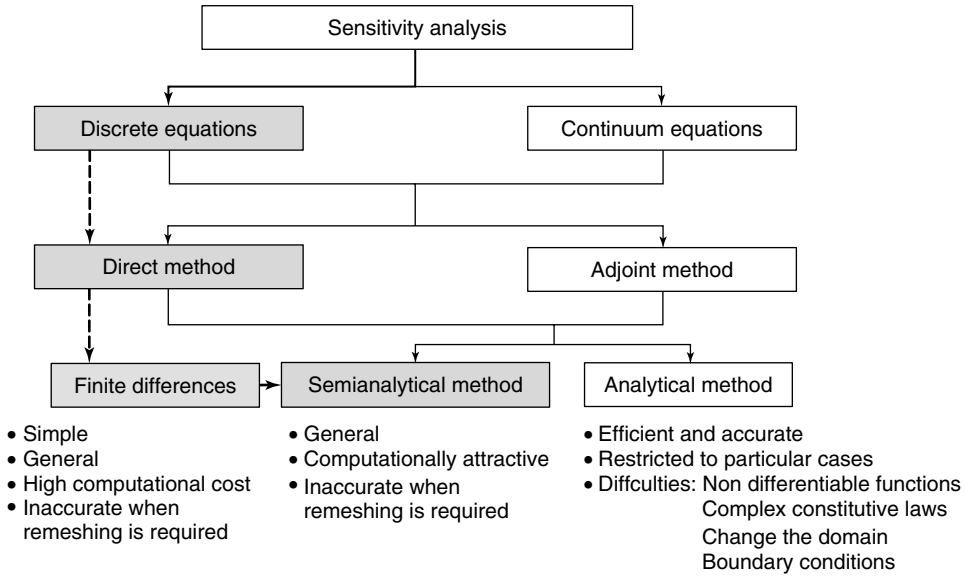 Sensitivity analysis
Discrete equations
Continuum equations
Direct method
Adjoint method
Finite differences
Semianalytical method
Analytical method
• Simple
• General
• High computational cost
• Inaccurate when
remeshing is required
• General
• Computationally attractive
• Inaccurate when
remeshing is required
• Efficient and accurate
• Restricted to particular cases
• Diffculties: Non differentiable functions
Complex constitutive laws
Change the domain
Boundary conditions